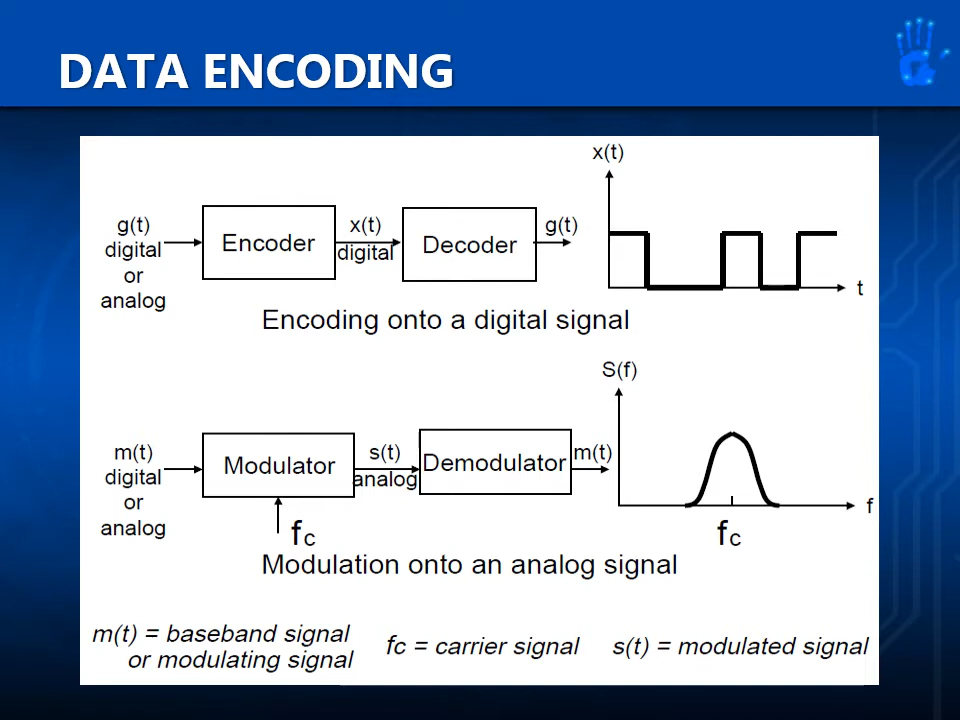 DATA ENCODING
x(t)
g(t)
digital
or
analog
Encoder
x(t)
digital
Decoder
g(t)
t
Encoding onto a digital signal
S(f)
m(t)
digital
or
analog
Modulator
s(t)
analog
Demodulator
m(t)
f
fc
fc
Modulation onto an analog signal
m(t) = baseband signal
or modulating signal
fc = carrier signal
s(t) = modulated signal